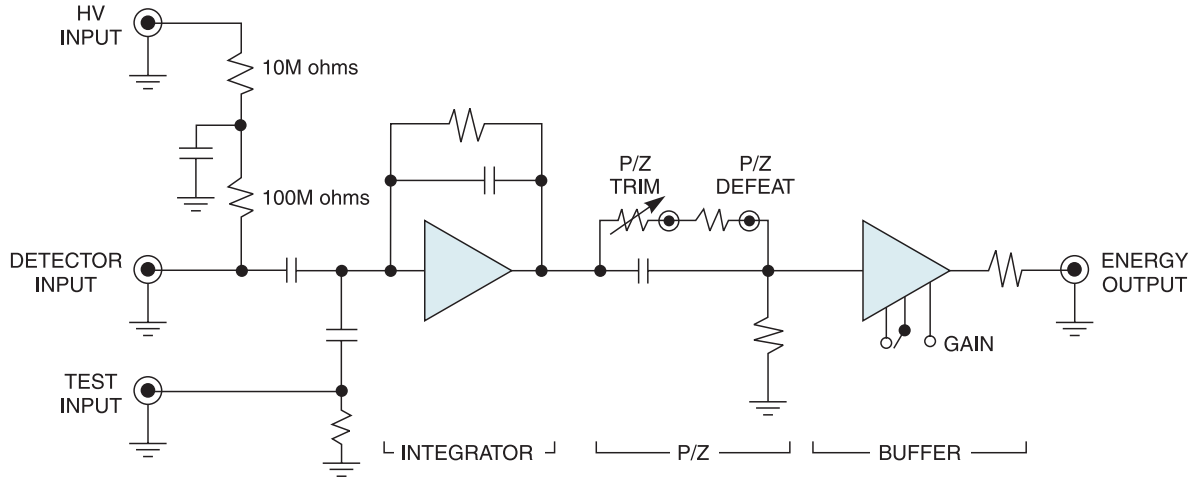 HV
INPUT
10M ohms
100M ohms
P/Z
TRIM
P/Z
DEFEAT
DETECTOR
INPUT
ENERGY
OUTPUT
GAIN
TEST
INPUT
INTEGRATOR
P/Z
BUFFER